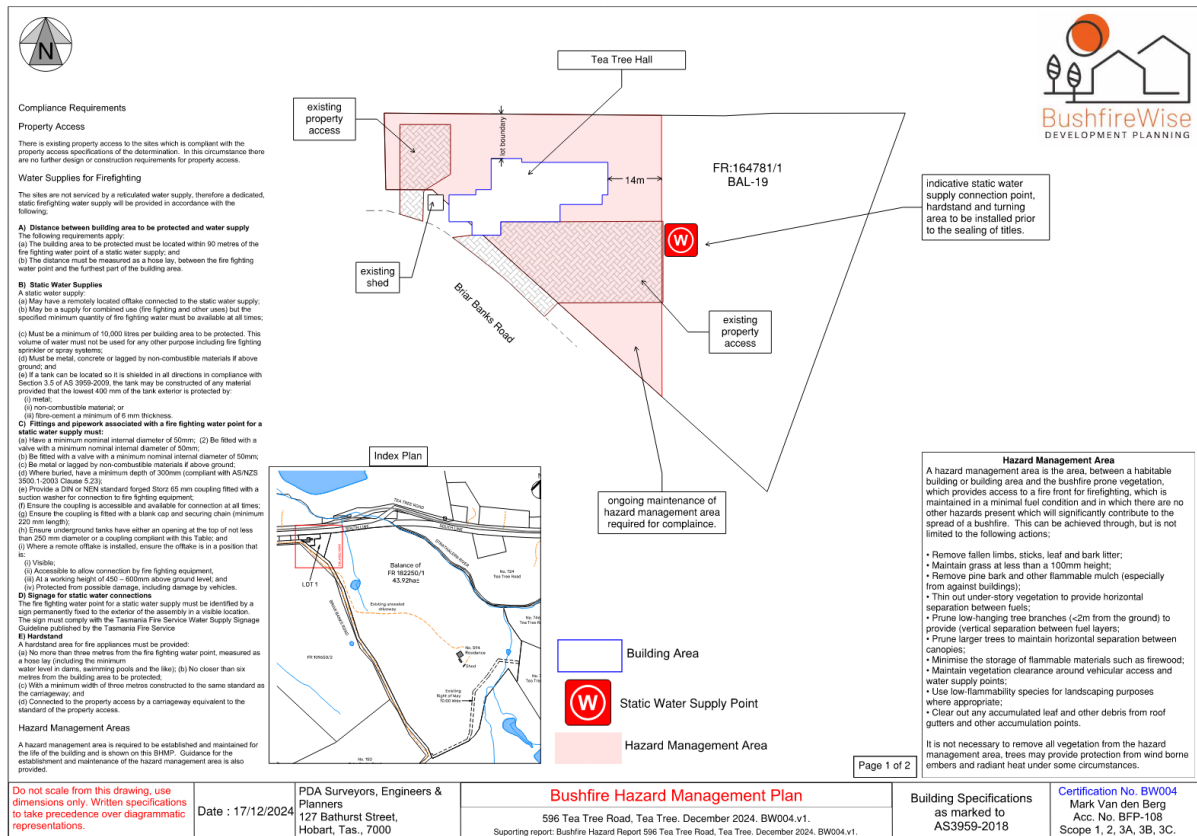 N
Compliance Requirements
Property Access
There is existing property access to the sites which is compliant with the
property access specifications of the determination. In this circumstance there
are no further design or construction requirements for property access.
Water Supplies for Firefighting
The sites are not serviced by a reticulated water supply, therefore a dedicated,
static firefighting water supply will be provided in accordance with the
following;
A) Distance between building area to be protected and water supply
The following requirements apply:
(a) The building area to be protected must be located within 90 metres of the
fire fighting water point of a static water supply; and
(b) The distance must be measured as a hose lay, between the fire fighting
water point and the furthest part of the building area.
B) Static Water Supplies
A static water supply:
(a) May have a remotely located offtake connected to the static water supply;
(b) May be a supply for combined use (fire fighting and other uses) but the
specified minimum quantity of fire fighting water must be available at all times;
(c) Must be a minimum of 10,000 litres per building area to be protected. This
volume of water must not be used for any other purpose including fire fighting
sprinkler or spray systems;
(d) Must be metal, concrete or lagged by non-combustible materials if above
ground; and
(e) If a tank can be located so it is shielded in all directions in compliance with
Section 3.5 of AS 3959-2009, the tank may be constructed of any material
provided that the lowest 400 mm of the tank exterior is protected by:
(i) metal;
(ii) non-combustible material; or
(iii) fibre-cement a minimum of 6 mm thickness.
C) Fittings and pipework associated with a fire fighting water point for a
static water supply must:
(a) Have a minimum nominal internal diameter of 50mm; (2) Be fitted with a
valve with a minimum nominal internal diameter of 50mm;
(b) Be fitted with a valve with a minimum nominal internal diameter of 50mm;
(c) Be metal or lagged by non-combustible materials if above ground;
(d) Where buried, have a minimum depth of 300mm (compliant with AS/NZS
3500.1-2003 Clause 5.23);
(e) Provide a DIN or NEN standard forged Storz 65 mm coupling fitted with a
suction washer for connection to fire fighting equipment;
(f) Ensure the coupling is accessible and available for connection at all times;
(g) Ensure the coupling is fitted with a blank cap and securing chain (minimum
220 mm length);
(h) Ensure underground tanks have either an opening at the top of not less
than 250 mm diameter or a coupling compliant with this Table; and
(i) Where a remote offtake is installed, ensure the offtake is in a position that
is:
(i) Visible;
(ii) Accessible to allow connection by fire fighting equipment,
(iii) At a working height of 450 – 600mm above ground level; and
(iv) Protected from possible damage, including damage by vehicles.
D) Signage for static water connections
The fire fighting water point for a static water supply must be identified by a
sign permanently fixed to the exterior of the assembly in a visible location.
The sign must comply with the Tasmania Fire Service Water Supply Signage
Guideline published by the Tasmania Fire Service
E) Hardstand
A hardstand area for fire appliances must be provided:
(a) No more than three metres from the fire fighting water point, measured as
a hose lay (including the minimum
water level in dams, swimming pools and the like); (b) No closer than six
metres from the building area to be protected;
(c) With a minimum width of three metres constructed to the same standard as
the carriageway; and
(d) Connected to the property access by a carriageway equivalent to the
standard of the property access.
Hazard Management Areas
A hazard management area is required to be established and maintained for
the life of the building and is shown on this BHMP. Guidance for the
establishment and maintenance of the hazard management area is also
provided.
Tea Tree Hall
existing
property
access
lot boundary
14m
FR:164781/1
BAL-19
W
existing
shed
Briar Banks Road
existing
property
access
indicative static water
supply connection point,
hardstand and turning
area to be installed prior
to the sealing of titles.
ongoing maintenance of
hazard management area
required for complaince.
BushfireWise
DEVELOPMENT PLANNING
Index Plan
TEA TREE ROAD
STRATHALLERN RIVER
LOT 1
Balance of
FR 182250/1
43.92ha±
No. 124
Tea Tree Road
Existing unsealed
driveway
BRIAR BANKS ROAD
No. 596
Residence
Shed
Existing
Right of Way
10.00 Wide
No. 180
Building Area
W
Static Water Supply Point
Hazard Management Area
Hazard Management Area
A hazard management area is the area, between a habitable
building or building area and the bushfire prone vegetation,
which provides access to a fire front for firefighting, which is
maintained in a minimal fuel condition and in which there are no
other hazards present which will significantly contribute to the
spread of a bushfire. This can be achieved through, but is not
limited to the following actions;
• Remove fallen limbs, sticks, leaf and bark litter;
• Maintain grass at less than a 100mm height;
• Remove pine bark and other flammable mulch (especially
from against buildings);
• Thin out under-story vegetation to provide horizontal
separation between fuels;
• Prune low-hanging tree branches (<2m from the ground) to
provide (vertical separation between fuel layers;
• Prune larger trees to maintain horizontal separation between
canopies;
• Minimise the storage of flammable materials such as firewood;
• Maintain vegetation clearance around vehicular access and
water supply points;
• Use low-flammability species for landscaping purposes
where appropriate;
• Clear out any accumulated leaf and other debris from roof
gutters and other accumulation points.
It is not necessary to remove all vegetation from the hazard
management area, trees may provide protection from wind borne
embers and radiant heat under some circumstances.
Page 1 of 2
Do not scale from this drawing, use
dimensions only. Written specifications
to take precedence over diagrammatic
representations.
Date : 17/12/2024
PDA Surveyors, Engineers &
Planners
127 Bathurst Street,
Hobart, Tas., 7000
Bushfire Hazard Management Plan
596 Tea Tree Road, Tea Tree. December 2024. BW004.v1.
Suporting report: Bushfire Hazard Report 596 Tea Tree Road, Tea Tree. December 2024. BW004.v1.
Building Specifications
as marked to
AS3959-2018
Certification No. BW004
Mark Van den Berg
Acc. No. BFP-108
Scope 1, 2, 3A, 3B, 3C.